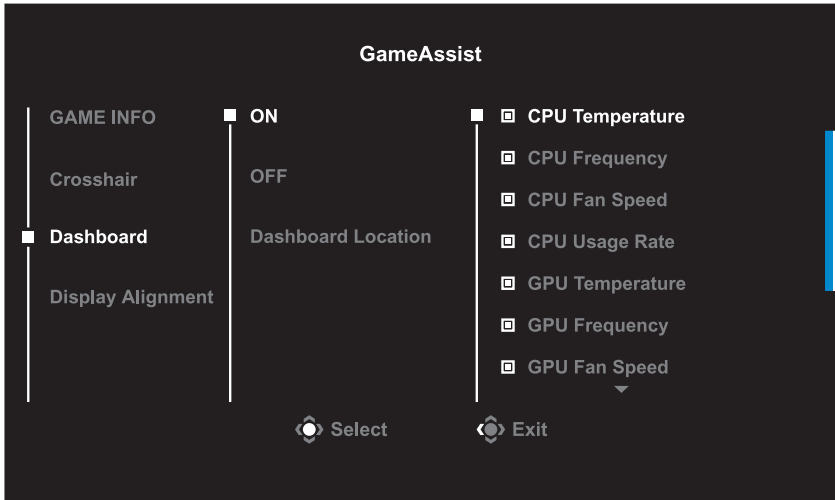 GameAssist
GAME INFO
Crosshair
Dashboard
Display Alignment
ON
OFF
Dashboard Location
CPU Temperature
CPU Frequency
CPU Fan Speed
CPU Usage Rate
GPU Temperature
GPU Frequency
GPU Fan Speed
Select
Exit